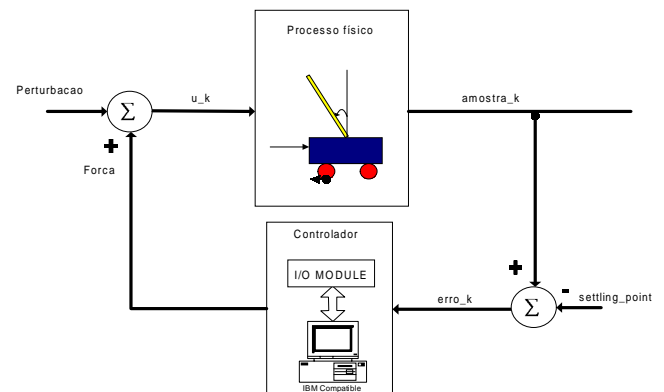 Processo físico
Perturbacao
Σ
u_k
amostra_k
+
Forca
Controlador
I/O MODULE
+
-
erro_k
Σ
settling_point
IBM Compatible